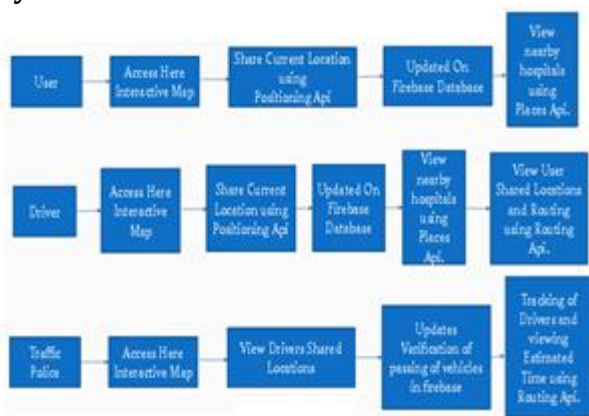 y
User
Access Here
Interactive Map
Share Current Location
using
Positioning Api
Updated On
Firebase Database
View
nearby
hospitals
using
Places
Api.
Driver
Access Here
Interactive
Map
Share Current
Location using
Positioning Api
Updated On
Firebase
Database
View
nearby
hospitals
using
Places
Api.
View User
Shared Locations
and Routing
using Routing
Api.
Traffic
Police
Access Here
Interactive Map
View Drivers Shared
Locations
Updates
Verification of
passing of vehicles
in firebase
Tracking of
Drivers and
viewing
Estimated
Time using
Routing Api.